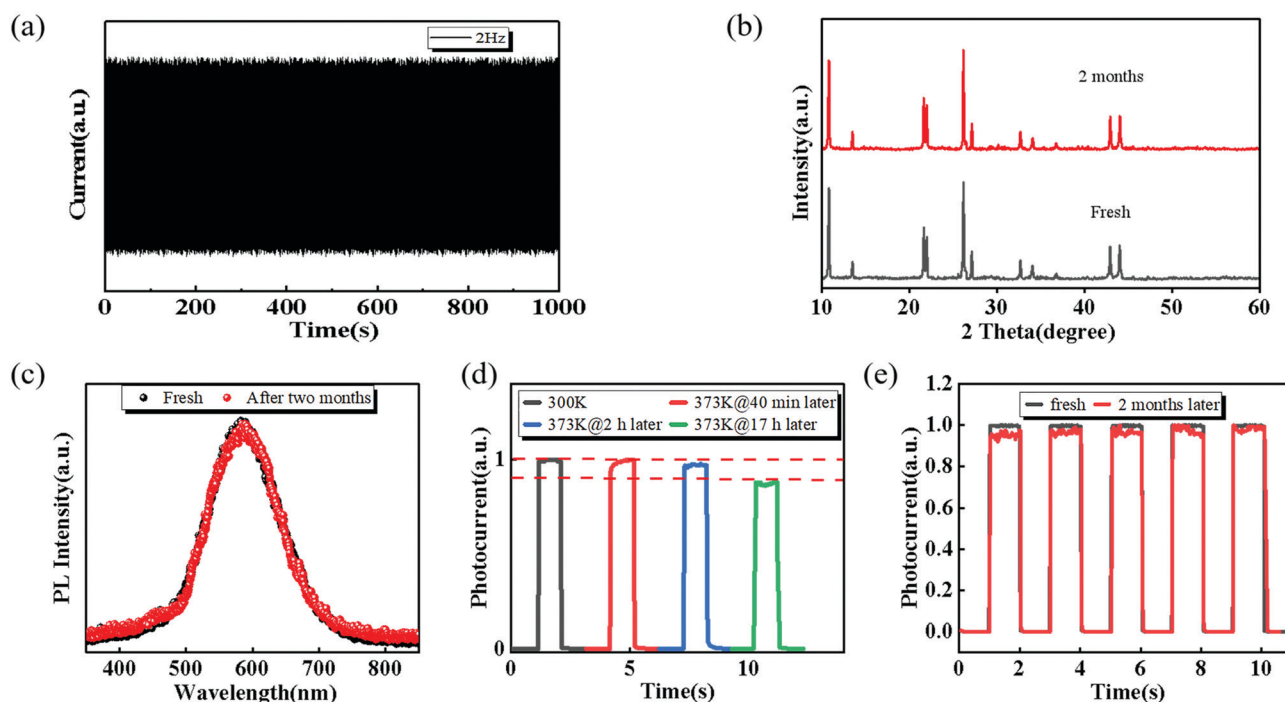 (a)
2Hz
Current(a.u.)
0 200 400 600 800 1000
Time(s)
(b)
2 months
Fresh
Intensity(a.u.)
10 20 30 40 50 60
2 Theta(degree)
(c)
Fresh After two months
PL Intensity(a.u.)
400 500 600 700 800
Wavelength(nm)
(d)
300K 373K@40 min later
373K@2 h later 373K@17 h later
Photocurrent(a.u.)
1
0
0 5 10
Time(s)
(e)
fresh 2 months later
Photocurrent(a.u.)
1.2
1.0
0.8
0.6
0.4
0.2
0.0
0 2 4 6 8 10
Time(s)